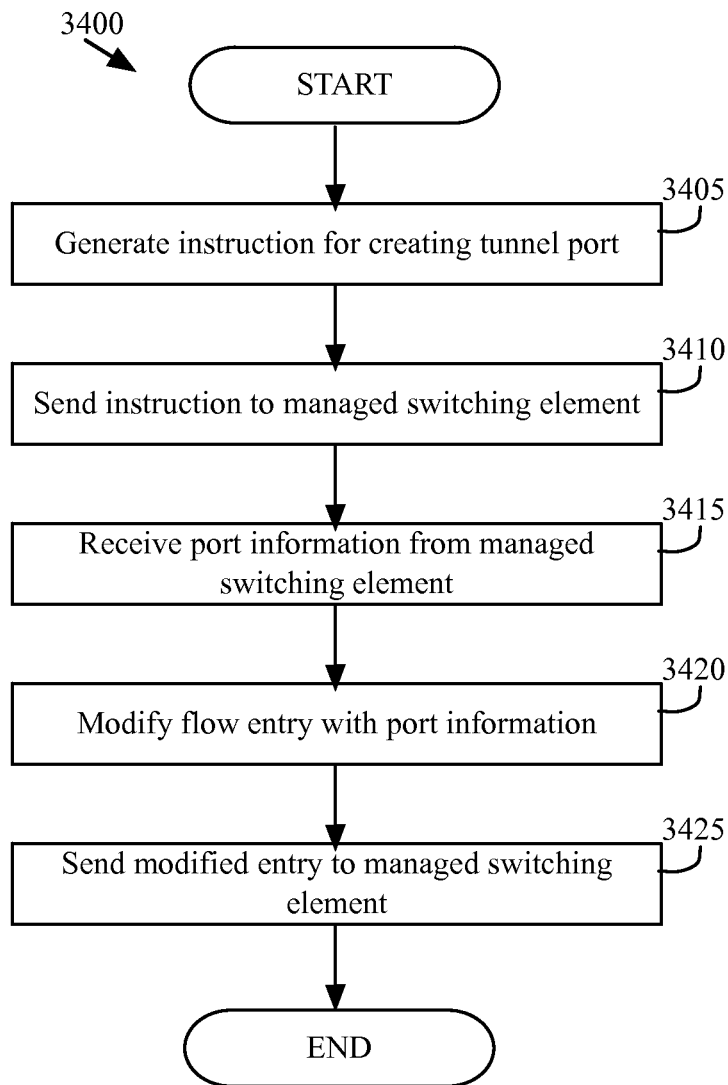 3400
START
3405
Generate instruction for creating tunnel port
3410
Send instruction to managed switching element
3415
Receive port information from managed
switching element
3420
Modify flow entry with port information
3425
Send modified entry to managed switching
element
END